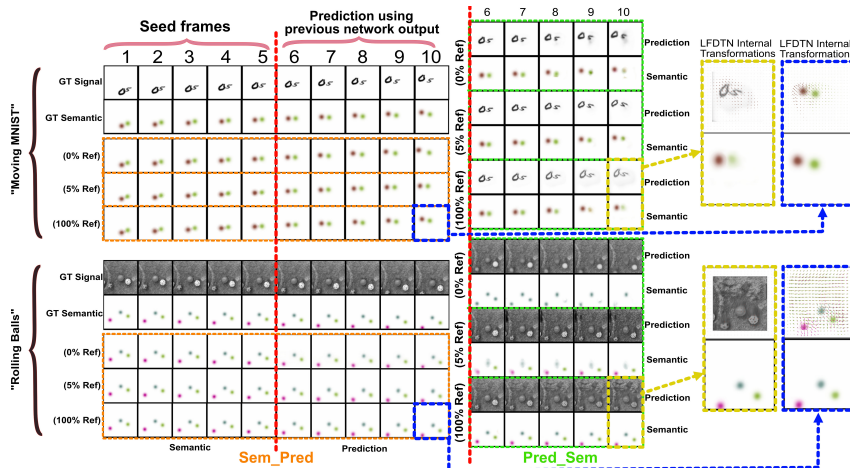 Seed frames
Prediction using
previous network output
1 2 3 4 5 6 7 8 9 10
6 7 8 9 10
LFDTN Internal
Transformations
LFDTN Internal
Transformations
"Moving MNIST"
GT Signal
GT Semantic
(0% Ref)
(5% Ref)
(100% Ref)
(0% Ref)
Prediction
Semantic
(5% Ref)
Prediction
Semantic
(100% Ref)
Prediction
Semantic
"Rolling Balls"
GT Signal
GT Semantic
(0% Ref)
(5% Ref)
(100% Ref)
(0% Ref)
Prediction
Semantic
(5% Ref)
Prediction
Semantic
(100% Ref)
Prediction
Semantic
Semantic
Prediction
Sem_Pred
Pred_Sem